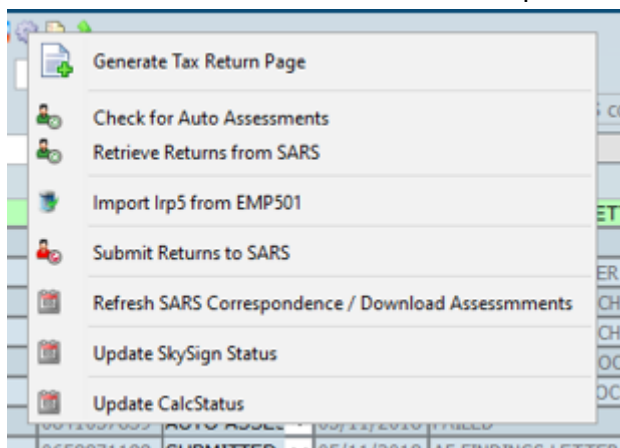 Generate Tax Return Page
Check for Auto Assessments
Retrieve Returns from SARS
Import Irp5 from EMP501
Submit Returns to SARS
Refresh SARS Correspondence / Download Assessmments
Update SkySign Status
Update CalcStatus